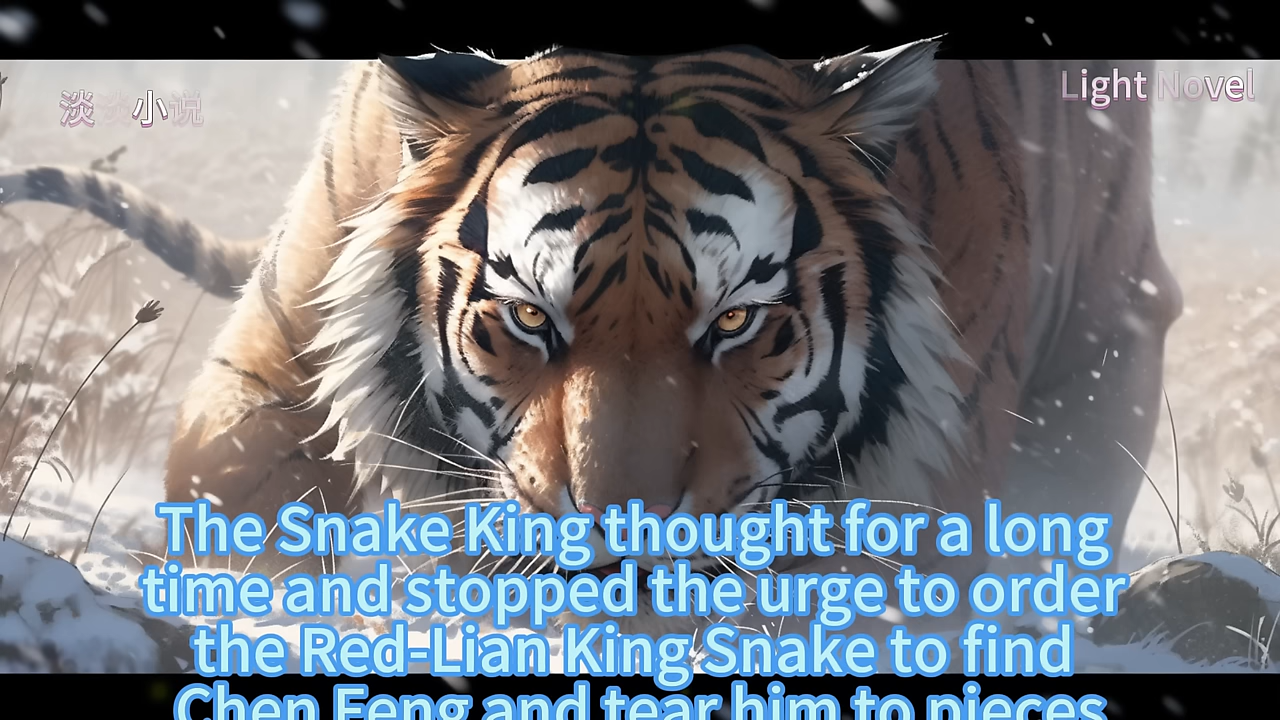 淡淡小说
Light Novel
The Snake King thought for a long
time and stopped the urge to order
the Red-Lian King Snake to find
Chen Feng and tear him to pieces